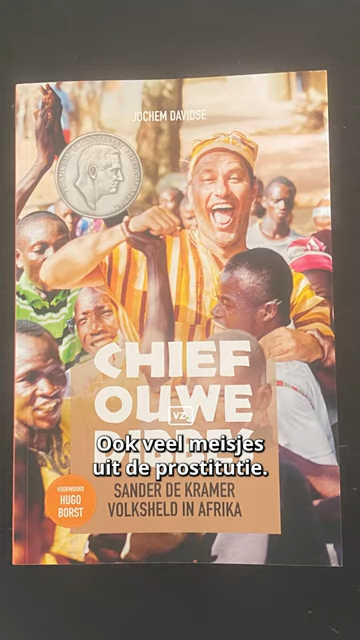 JOCHEM DAVIDSE
CHIEF
OUWE
VZ
Ook veel meisjes
uit de prostitutie.
SANDER DE KRAMER
VOLKSHELD IN AFRIKA
VOORWOORD
HUGO
BORST